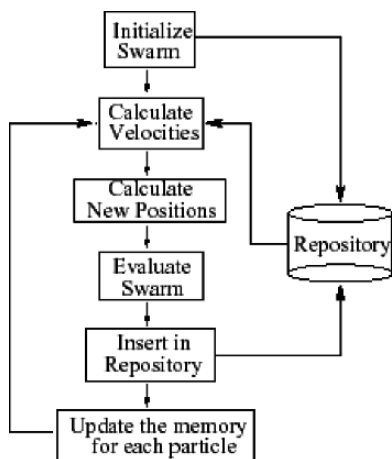 Initialize
Swarm
Calculate
Velocities
Calculate
New Positions
Repository
Evaluate
Swarm
Insert in
Repository
Update the memory
for each particle